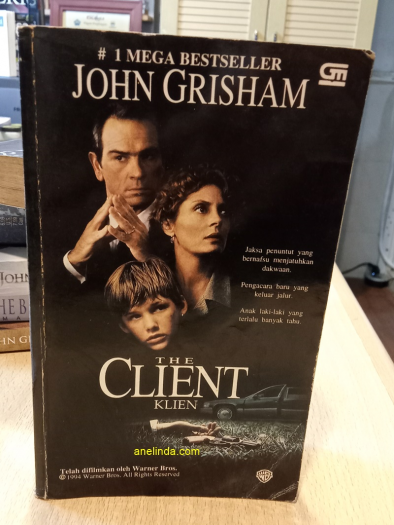 # 1 MEGA BESTSELLER
JOHN GRISHAM
GM
Jaksa penuntut yang
bernafsu menjatuhkan
dakwaan.
Pengacara baru yang
keluar jalur.
Anak laki-laki yang
terlalu banyak tahu.
THE
CLIENT
KLIEN
anelinda.com
Telah difilmkan oleh Warner Bros.
© 1994 Warner Bros. All Rights Reserved
WB
JOHN
THE B